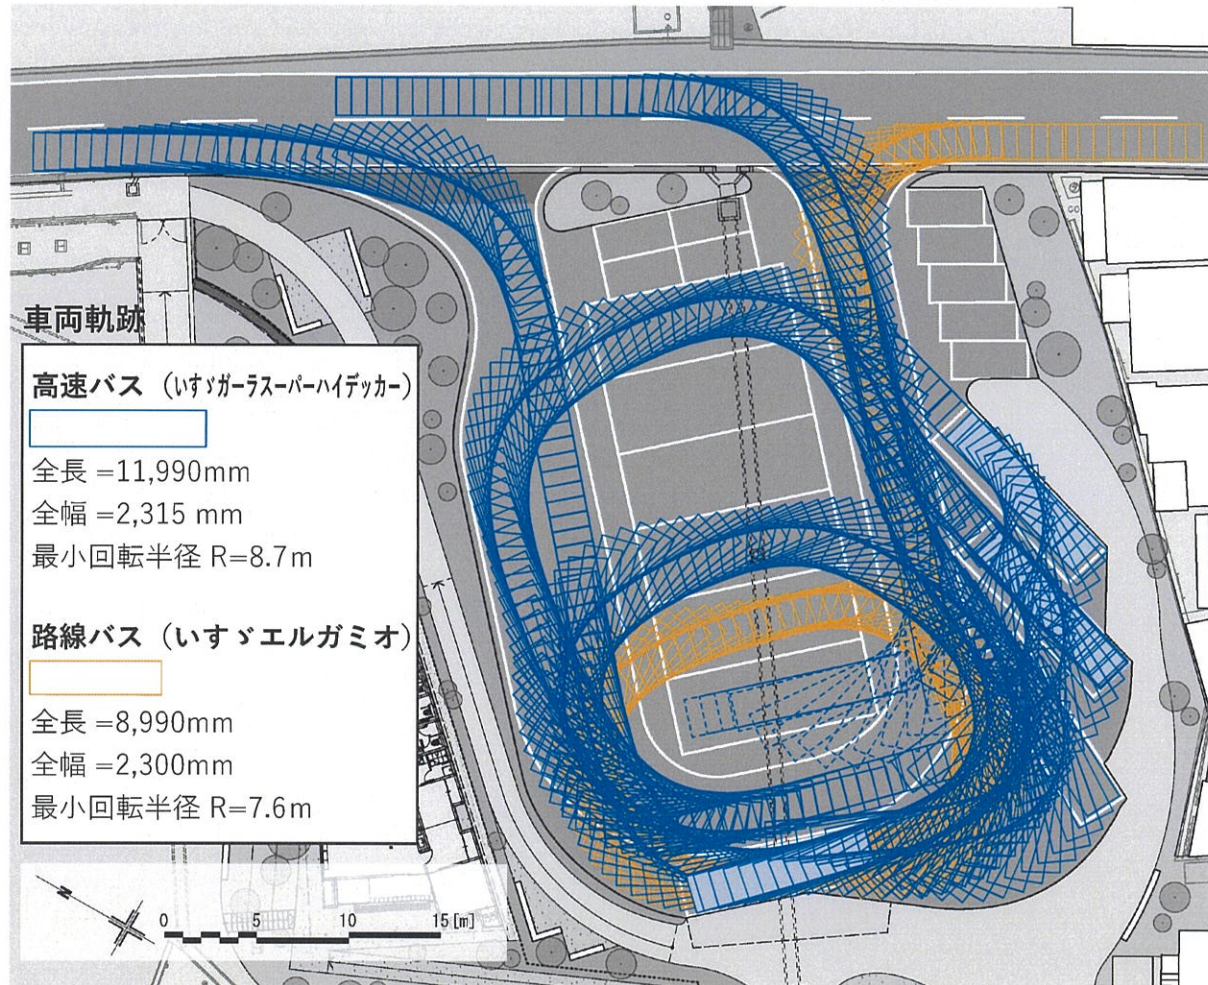 車両軌跡
高速バス（いすゞガーラスーパーハイデッカー）
全長 =11,990mm
全幅 =2,315 mm
最小回転半径 R=8.7m
路線バス（いすゞエルガミオ）
全長 =8,990mm
全幅 =2,300mm
最小回転半径 R=7.6m
N
0 5 10 15 [m]